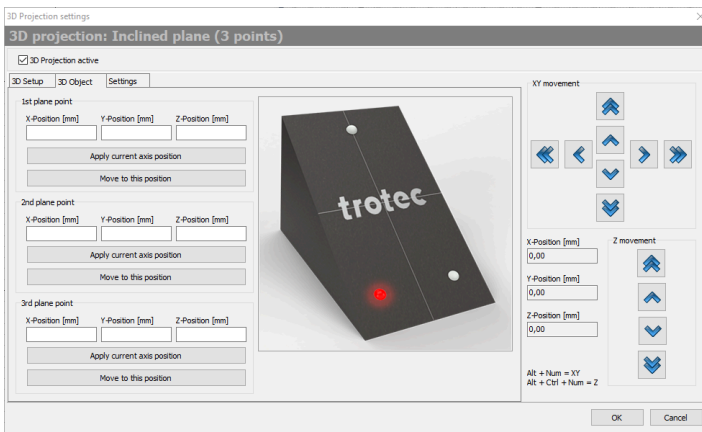 3D Projection settings
3D projection: Inclined plane (3 points)
3D Projection active
3D Setup 3D Object Settings
1st plane point
X-Position [mm] Y-Position [mm] Z-Position [mm]
Apply current axis position
Move to this position
2nd plane point
X-Position [mm] Y-Position [mm] Z-Position [mm]
Apply current axis position
Move to this position
3rd plane point
X-Position [mm] Y-Position [mm] Z-Position [mm]
Apply current axis position
Move to this position
trotec
XY movement
X-Position [mm]
0,00
Y-Position [mm]
0,00
Z-Position [mm]
0,00
Z movement
Alt + Num = XY
Alt + Ctrl + Num = Z
OK Cancel